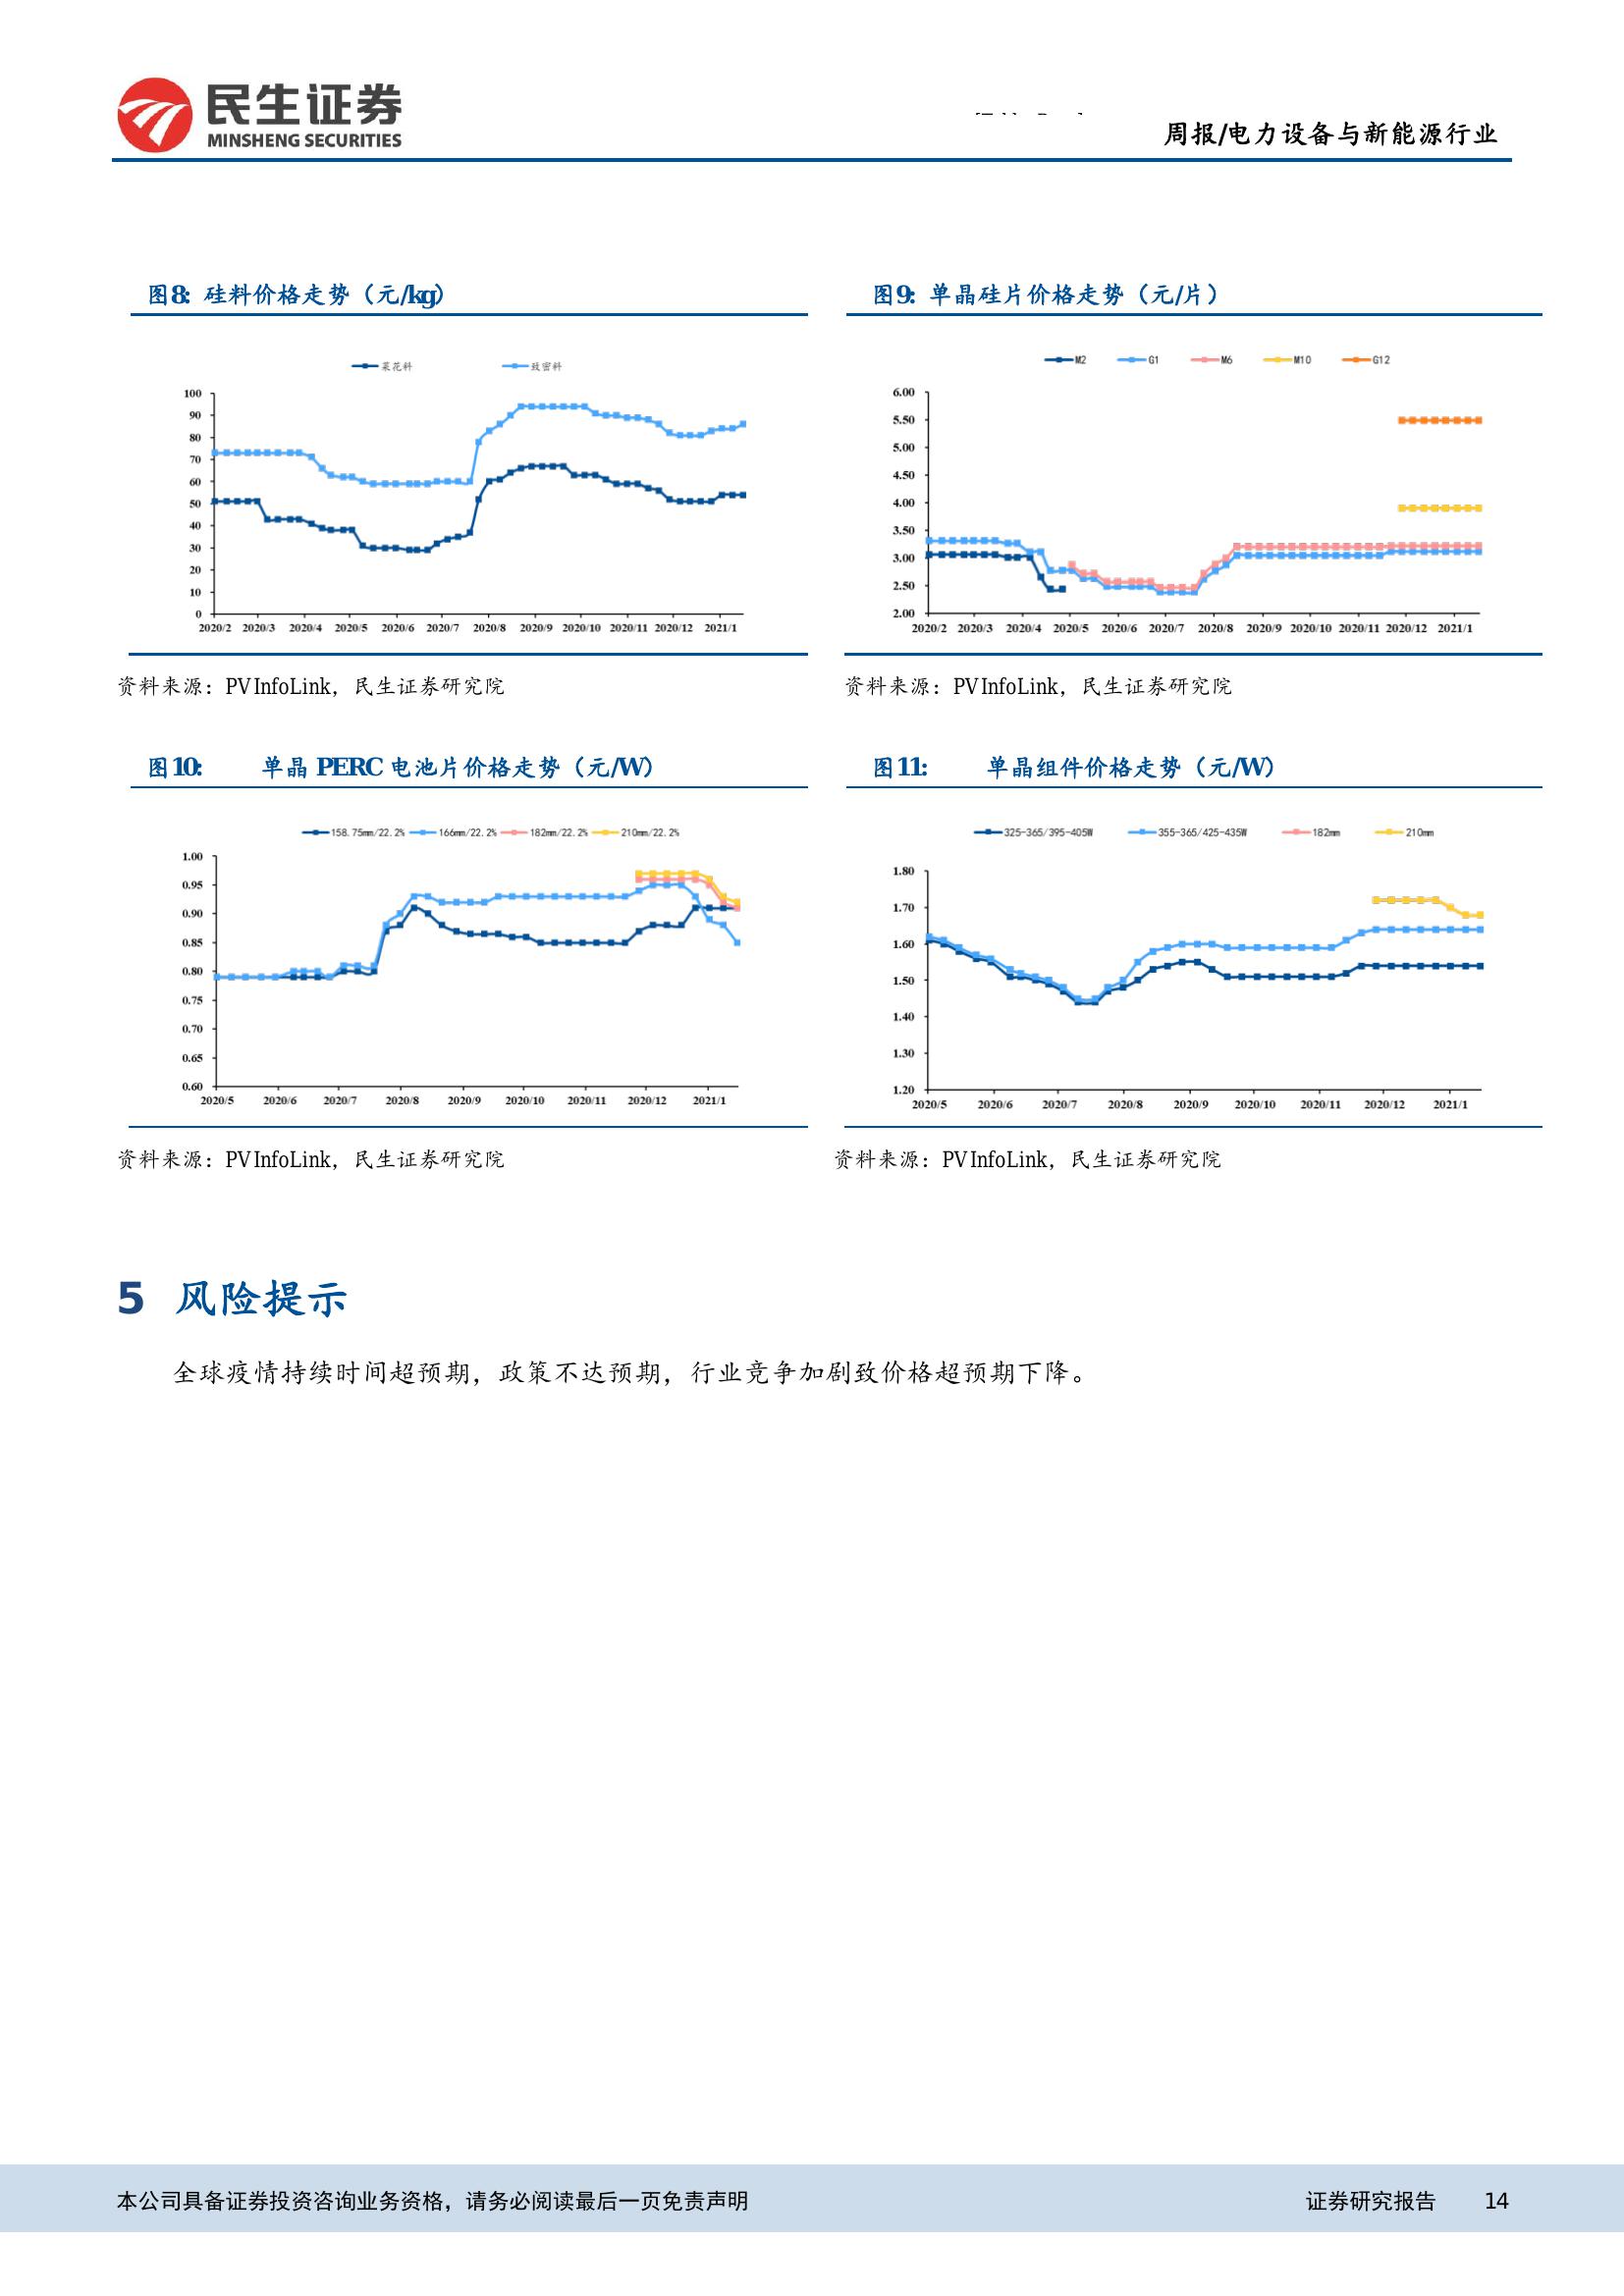 民生证券
MINSHENG SECURITIES
周报/电力设备与新能源行业
图8: 硅料价格走势（元/kg）
菜花料 致密料
100
90
80
70
60
50
40
30
20
10
0
2020/2 2020/3 2020/4 2020/5 2020/6 2020/7 2020/8 2020/9 2020/10 2020/11 2020/12 2021/1
资料来源：PVInfoLink，民生证券研究院
图9: 单晶硅片价格走势（元/片）
M2 G1 M6 M10 G12
6.00
5.50
5.00
4.50
4.00
3.50
3.00
2.50
2.00
2020/2 2020/3 2020/4 2020/5 2020/6 2020/7 2020/8 2020/9 2020/10 2020/11 2020/12 2021/1
资料来源：PVInfoLink，民生证券研究院
图10: 单晶 PERC 电池片价格走势（元/W）
158.75mm/22.2% 166mm/22.2% 182mm/22.2% 210mm/22.2%
1.00
0.95
0.90
0.85
0.80
0.75
0.70
0.65
0.60
2020/5 2020/6 2020/7 2020/8 2020/9 2020/10 2020/11 2020/12 2021/1
资料来源：PVInfoLink，民生证券研究院
图11: 单晶组件价格走势（元/W）
325-365/395-405W 355-365/425-435W 182mm 210mm
1.80
1.70
1.60
1.50
1.40
1.30
1.20
2020/5 2020/6 2020/7 2020/8 2020/9 2020/10 2020/11 2020/12 2021/1
资料来源：PVInfoLink，民生证券研究院
5 风险提示
全球疫情持续时间超预期，政策不达预期，行业竞争加剧致价格超预期下降。
本公司具备证券投资咨询业务资格，请务必阅读最后一页免责声明 证券研究报告 14